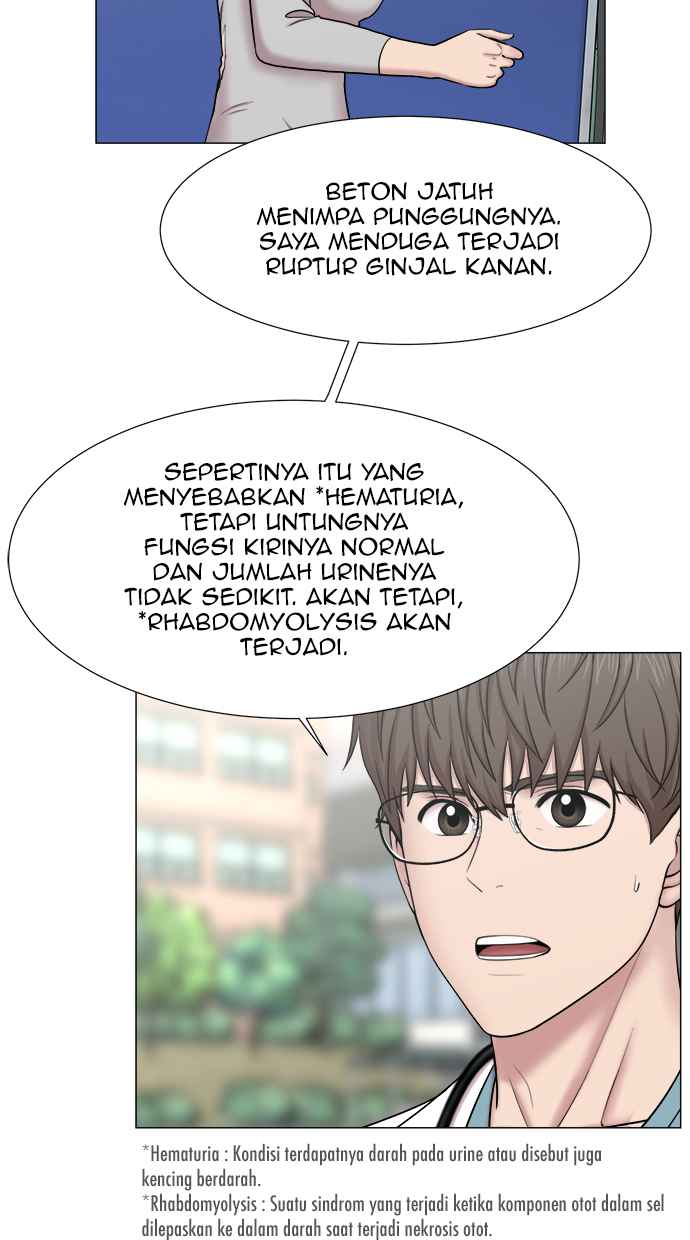 BETON JATUH
MENIMPA PUNGGUNGNYA.
SAYA MENDUGA TERJADI
RUPTUR GINJAL KANAN.
SEPERTINYA ITU YANG
MENYEBABKAN *HEMATURIA,
TETAPI UNTUNGNYA
FUNGSI KIRINYA NORMAL
DAN JUMLAH URINENYA
TIDAK SEDIKIT. AKAN TETAPI,
*RHABDOMYOLYSIS AKAN
TERJADI.
*Hematuria : Kondisi terdapatnya darah pada urine atau disebut juga
kencing berdarah.
*Rhabdomyolysis : Suatu sindrom yang terjadi ketika komponen otot dalam sel
dilepaskan ke dalam darah saat terjadi nekrosis otot.